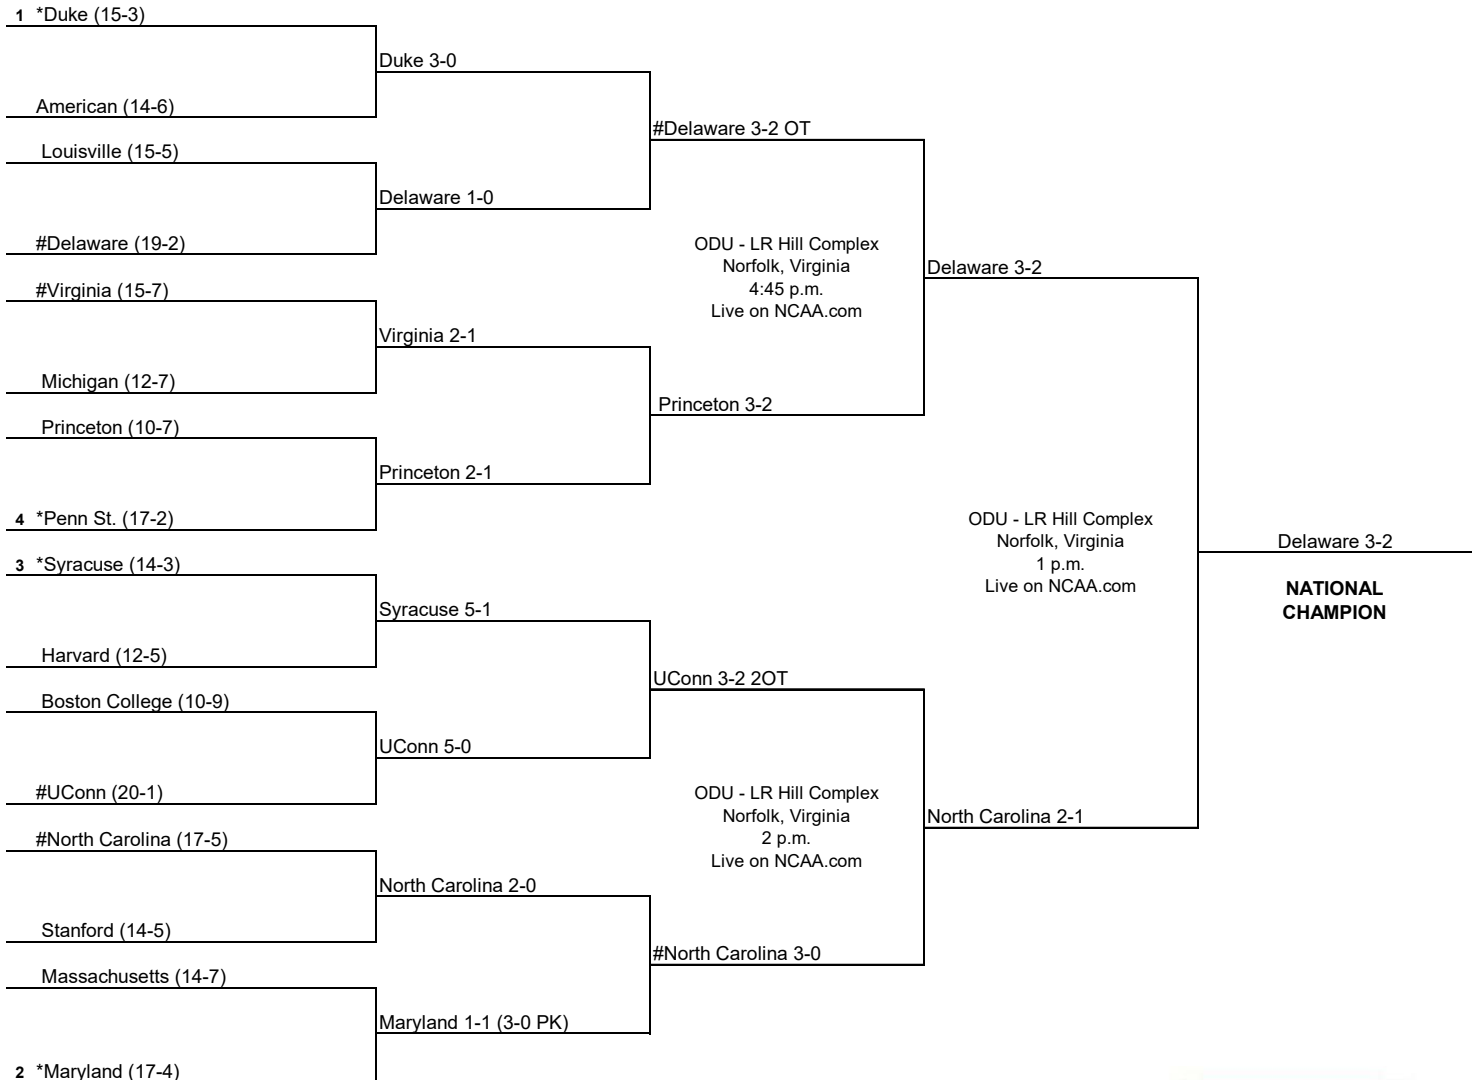 1 *Duke (15-3)
American (14-6)
Louisville (15-5)
#Delaware (19-2)
#Virginia (15-7)
Michigan (12-7)
Princeton (10-7)
4 *Penn St. (17-2)
3 *Syracuse (14-3)
Harvard (12-5)
Boston College (10-9)
#UConn (20-1)
#North Carolina (17-5)
Stanford (14-5)
Massachusetts (14-7)
2 *Maryland (17-4)
Duke 3-0
Delaware 1-0
Virginia 2-1
Princeton 2-1
Syracuse 5-1
UConn 5-0
North Carolina 2-0
Maryland 1-1 (3-0 PK)
#Delaware 3-2 OT
ODU - LR Hill Complex
Norfolk, Virginia
4:45 p.m.
Live on NCAA.com
Princeton 3-2
UConn 3-2 2OT
ODU - LR Hill Complex
Norfolk, Virginia
2 p.m.
Live on NCAA.com
#North Carolina 3-0
Delaware 3-2
ODU - LR Hill Complex
Norfolk, Virginia
1 p.m.
Live on NCAA.com
North Carolina 2-1
Delaware 3-2
NATIONAL
CHAMPION